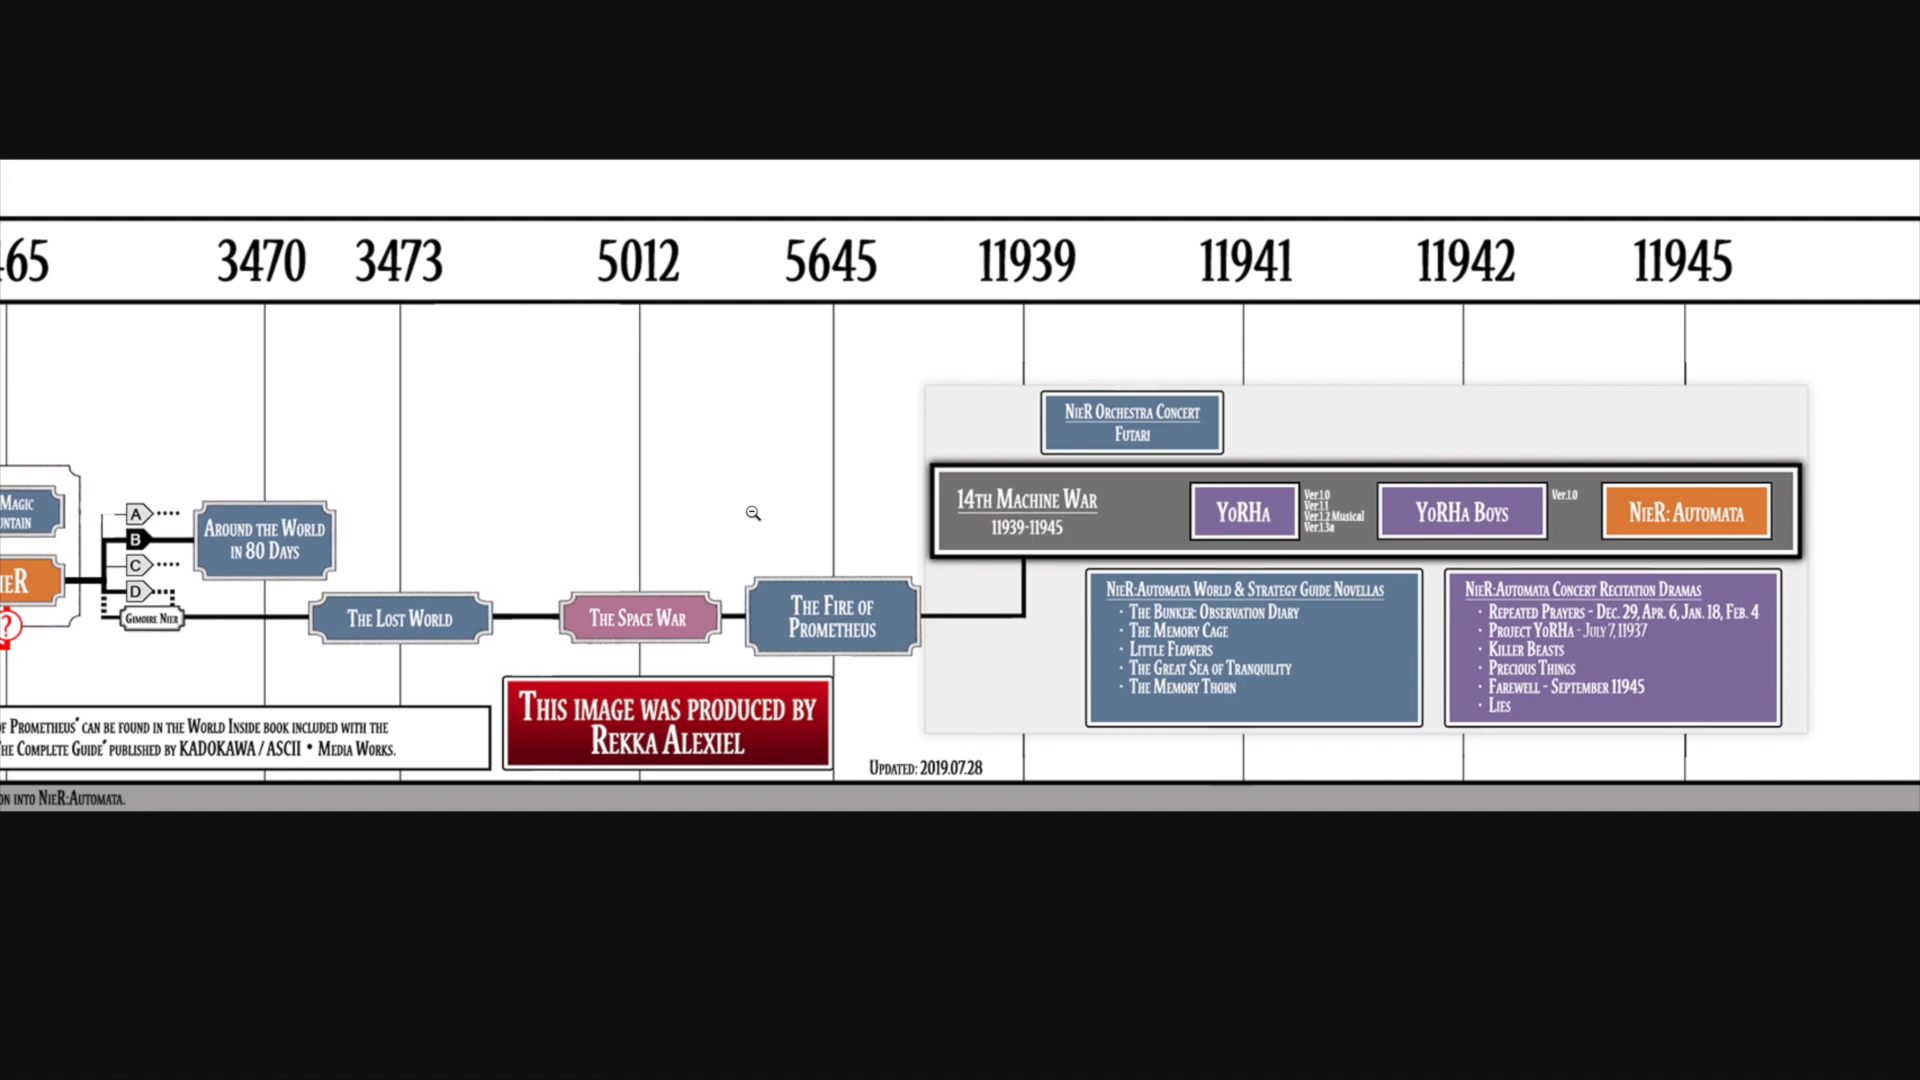 65
3470
3473
5012
5645
11939
11941
11942
11945
NieR Orchestra Concert
Futari
14th Machine War
11939-11945
YoRHa
Ver.1.0
Ver.1.1
Ver.1.2 Musical
Ver.1.3a
YoRHa Boys
Ver.1.0
NieR: Automata
Magic
A
B
C
D
Around the World
in 80 Days
Gimoire Nier
?
The Lost World
The Space War
The Fire of
Prometheus
NieR:Automata World & Strategy Guide Novellas
· The Bunker: Observation Diary
· The Memory Cage
· Little Flowers
· The Great Sea of Tranquility
· The Memory Thorn
NieR:Automata Concert Recitation Dramas
· Repeated Prayers - Dec. 29, Apr. 6, Jan. 18, Feb. 4
· Project YoRHa - July 7, 11937
· Killer Beasts
· Precious Things
· Farewell - September 11945
· Lies
This image was produced by
Rekka Alexiel
Updated: 2019.07.28
f Prometheus" can be found in the World Inside book included with the
he Complete Guide" published by KADOKAWA / ASCII • Media Works.
on into NieR:Automata.